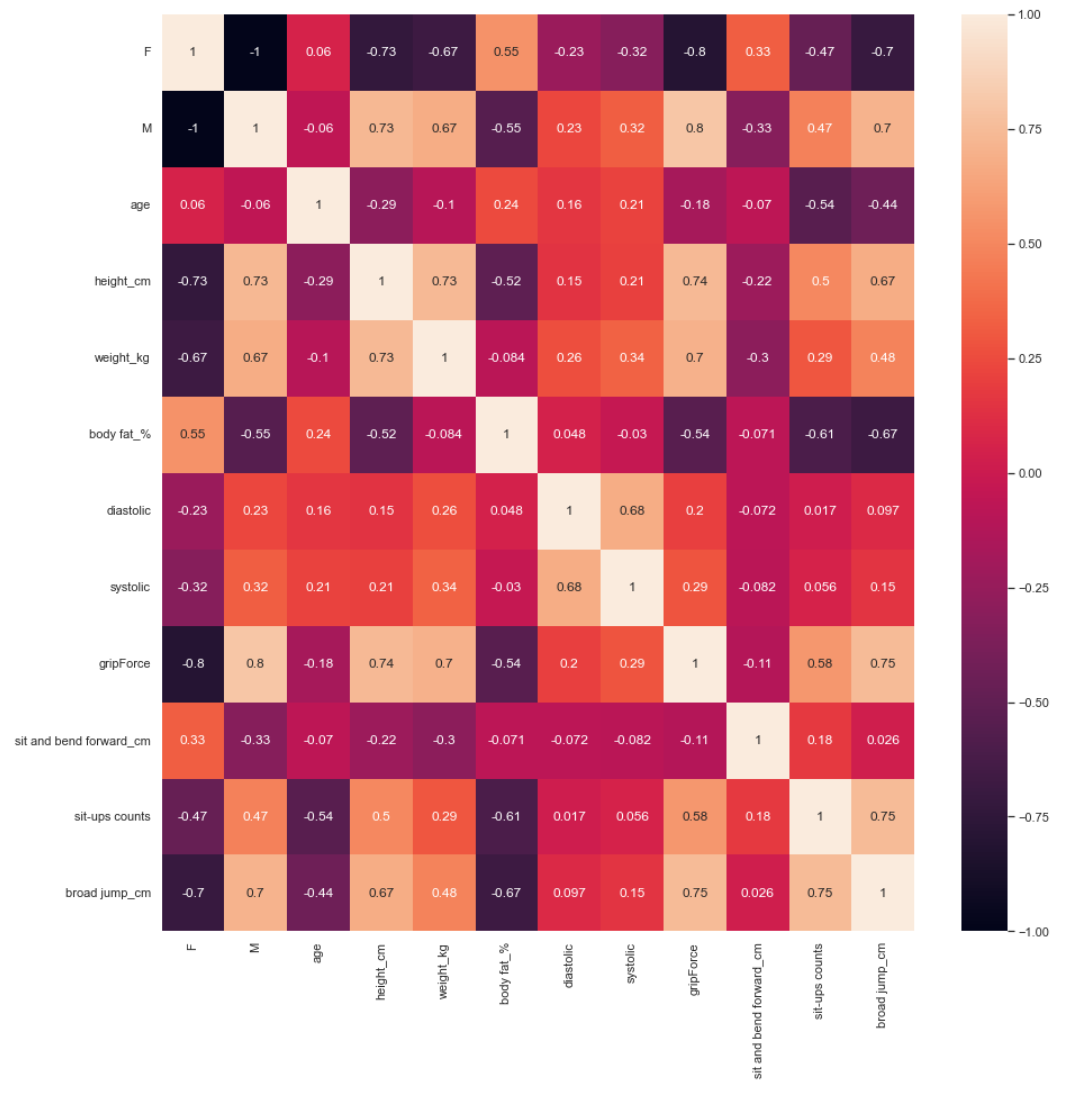 F 1 -1 0.06 -0.73 -0.67 0.55 -0.23 -0.32 -0.8 0.33 -0.47 -0.7
M -1 1 -0.06 0.73 0.67 -0.55 0.23 0.32 0.8 -0.33 0.47 0.7
age 0.06 -0.06 1 -0.29 -0.1 0.24 0.16 0.21 -0.18 -0.07 -0.54 -0.44
height_cm -0.73 0.73 -0.29 1 0.73 -0.52 0.15 0.21 0.74 -0.22 0.5 0.67
weight_kg -0.67 0.67 -0.1 0.73 1 -0.084 0.26 0.34 0.7 -0.3 0.29 0.48
body fat_% 0.55 -0.55 0.24 -0.52 -0.084 1 0.048 -0.03 -0.54 -0.071 -0.61 -0.67
diastolic -0.23 0.23 0.16 0.15 0.26 0.048 1 0.68 0.2 -0.072 0.017 0.097
systolic -0.32 0.32 0.21 0.21 0.34 -0.03 0.68 1 0.29 -0.082 0.056 0.15
gripForce -0.8 0.8 -0.18 0.74 0.7 -0.54 0.2 0.29 1 -0.11 0.58 0.75
sit and bend forward_cm 0.33 -0.33 -0.07 -0.22 -0.3 -0.071 -0.072 -0.082 -0.11 1 0.18 0.026
sit-ups counts -0.47 0.47 -0.54 0.5 0.29 -0.61 0.017 0.056 0.58 0.18 1 0.75
broad jump_cm -0.7 0.7 -0.44 0.67 0.48 -0.67 0.097 0.15 0.75 0.026 0.75 1
F
M
age
height_cm
weight_kg
body fat_%
diastolic
systolic
gripForce
sit and bend forward_cm
sit-ups counts
broad jump_cm
1.00
0.75
0.50
0.25
0.00
−0.25
−0.50
−0.75
−1.00